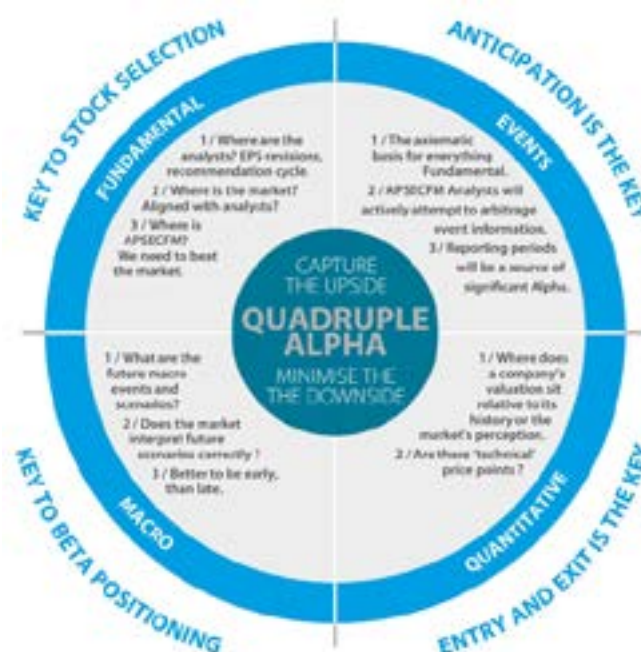 KEY TO STOCK SELECTION
FUNDAMENTAL
1 / Where are the
analysts? EPS revisions,
recommendation cycle.
2 / Where is the market?
Aligned with analysts?
3 / Where is
APSECFM?
We need to beat
the market.
ANTICIPATION IS THE KEY
EVENTS
1 / The axiomatic
basis for everything
Fundamental.
2 / APSECFM Analysts will
actively attempt to arbitrage
event information.
3 / Reporting periods
will be a source of
significant Alpha.
CAPTURE
THE UPSIDE
QUADRUPLE
ALPHA
MINIMISE THE
THE DOWNSIDE
1 / What are the
future macro
events and
scenarios?
2 / Does the market
interpret future
scenarios correctly ?
3 / Better to be early,
than late.
MACRO
KEY TO BETA POSITIONING
1 / Where does
a company's
valuation sit
relative to its
history or the
market's perception.
2 / Are there 'technical'
price points ?
QUANTITATIVE
ENTRY AND EXIT IS THE KEY